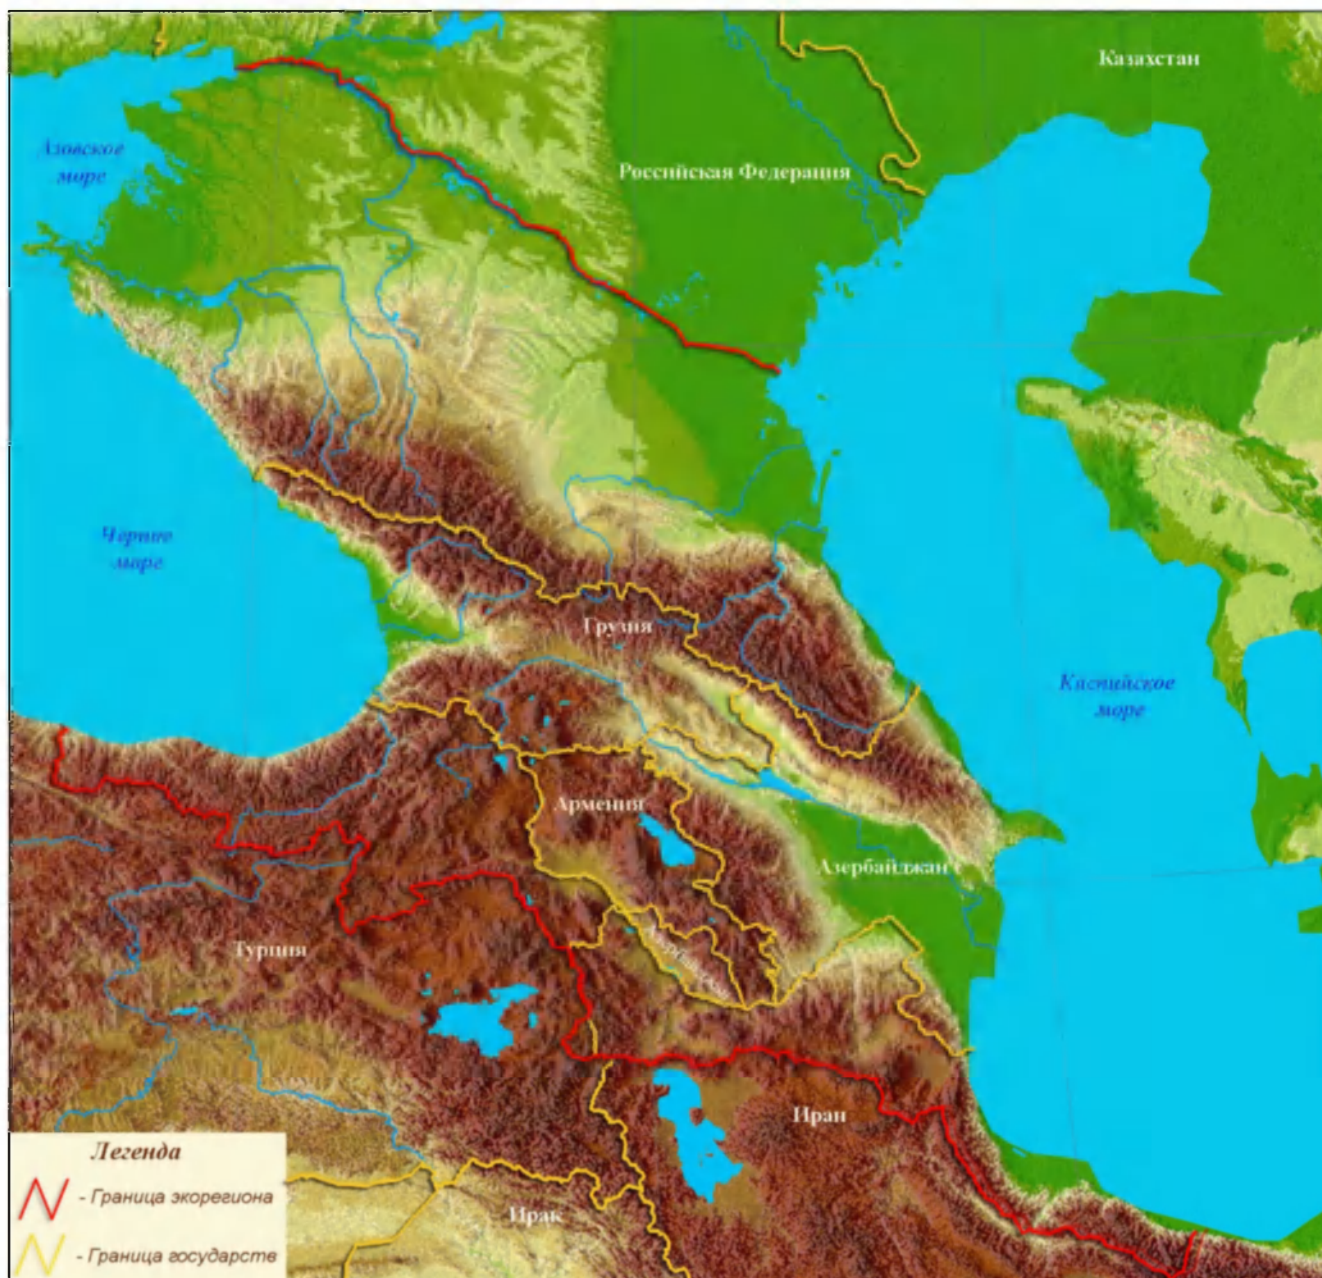 Казахстан
Азовское
море
Российская Федерация
Черное
море
Грузия
Каспийское
море
Армения
Азербайджан
Турция
Иран
Ирак
Легенда
- Граница экорегиона
- Граница государств